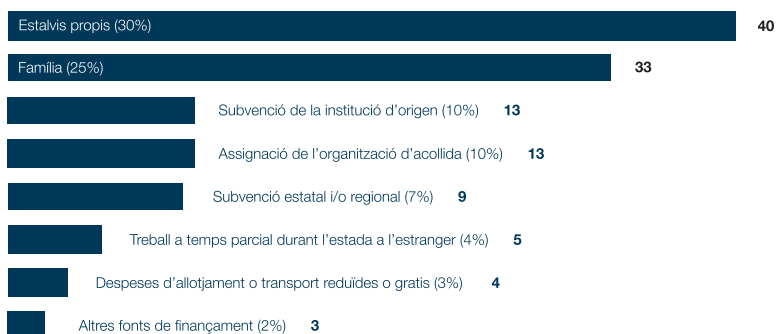 Estalvis propis (30%) 40
Família (25%) 33
Subvenció de la institució d'origen (10%) 13
Assignació de l'organització d'acollida (10%) 13
Subvenció estatal i/o regional (7%) 9
Treball a temps parcial durant l'estada a l'estranger (4%) 5
Despeses d'allotjament o transport reduïdes o gratis (3%) 4
Altres fonts de finançament (2%) 3